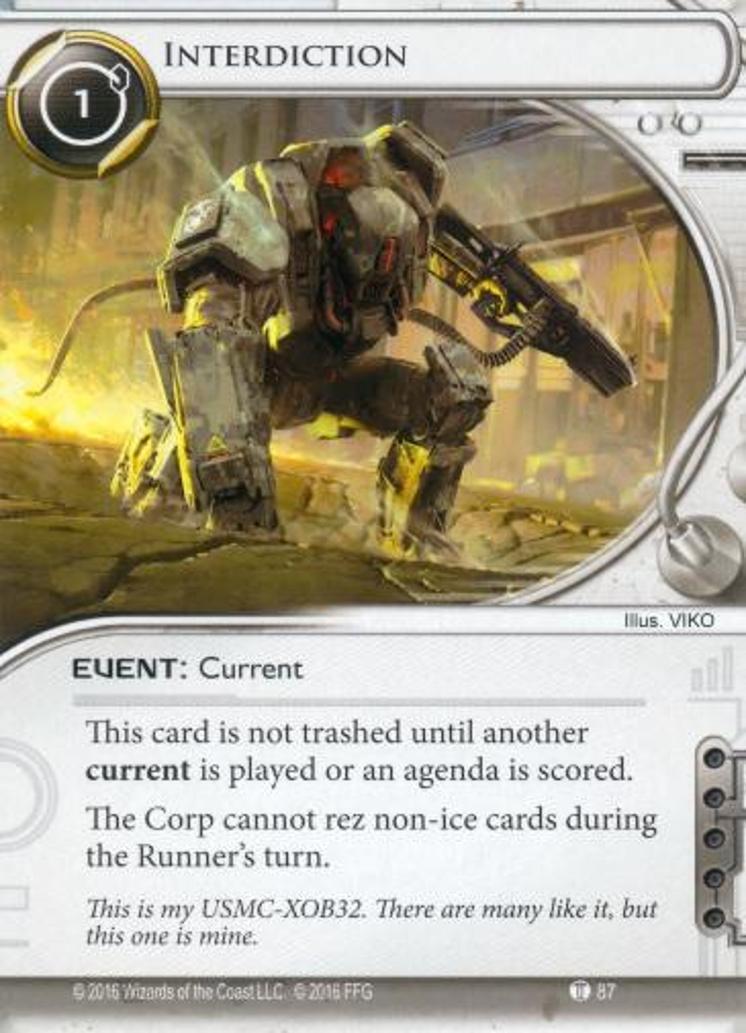 INTERDICTION
1
Illus. VIKO
EVENT: Current
This card is not trashed until another
current is played or an agenda is scored.
The Corp cannot rez non-ice cards during
the Runner's turn.
This is my USMC-XOB32. There are many like it, but
this one is mine.
© 2016 Wizards of the Coast LLC. © 2016 FFG
87